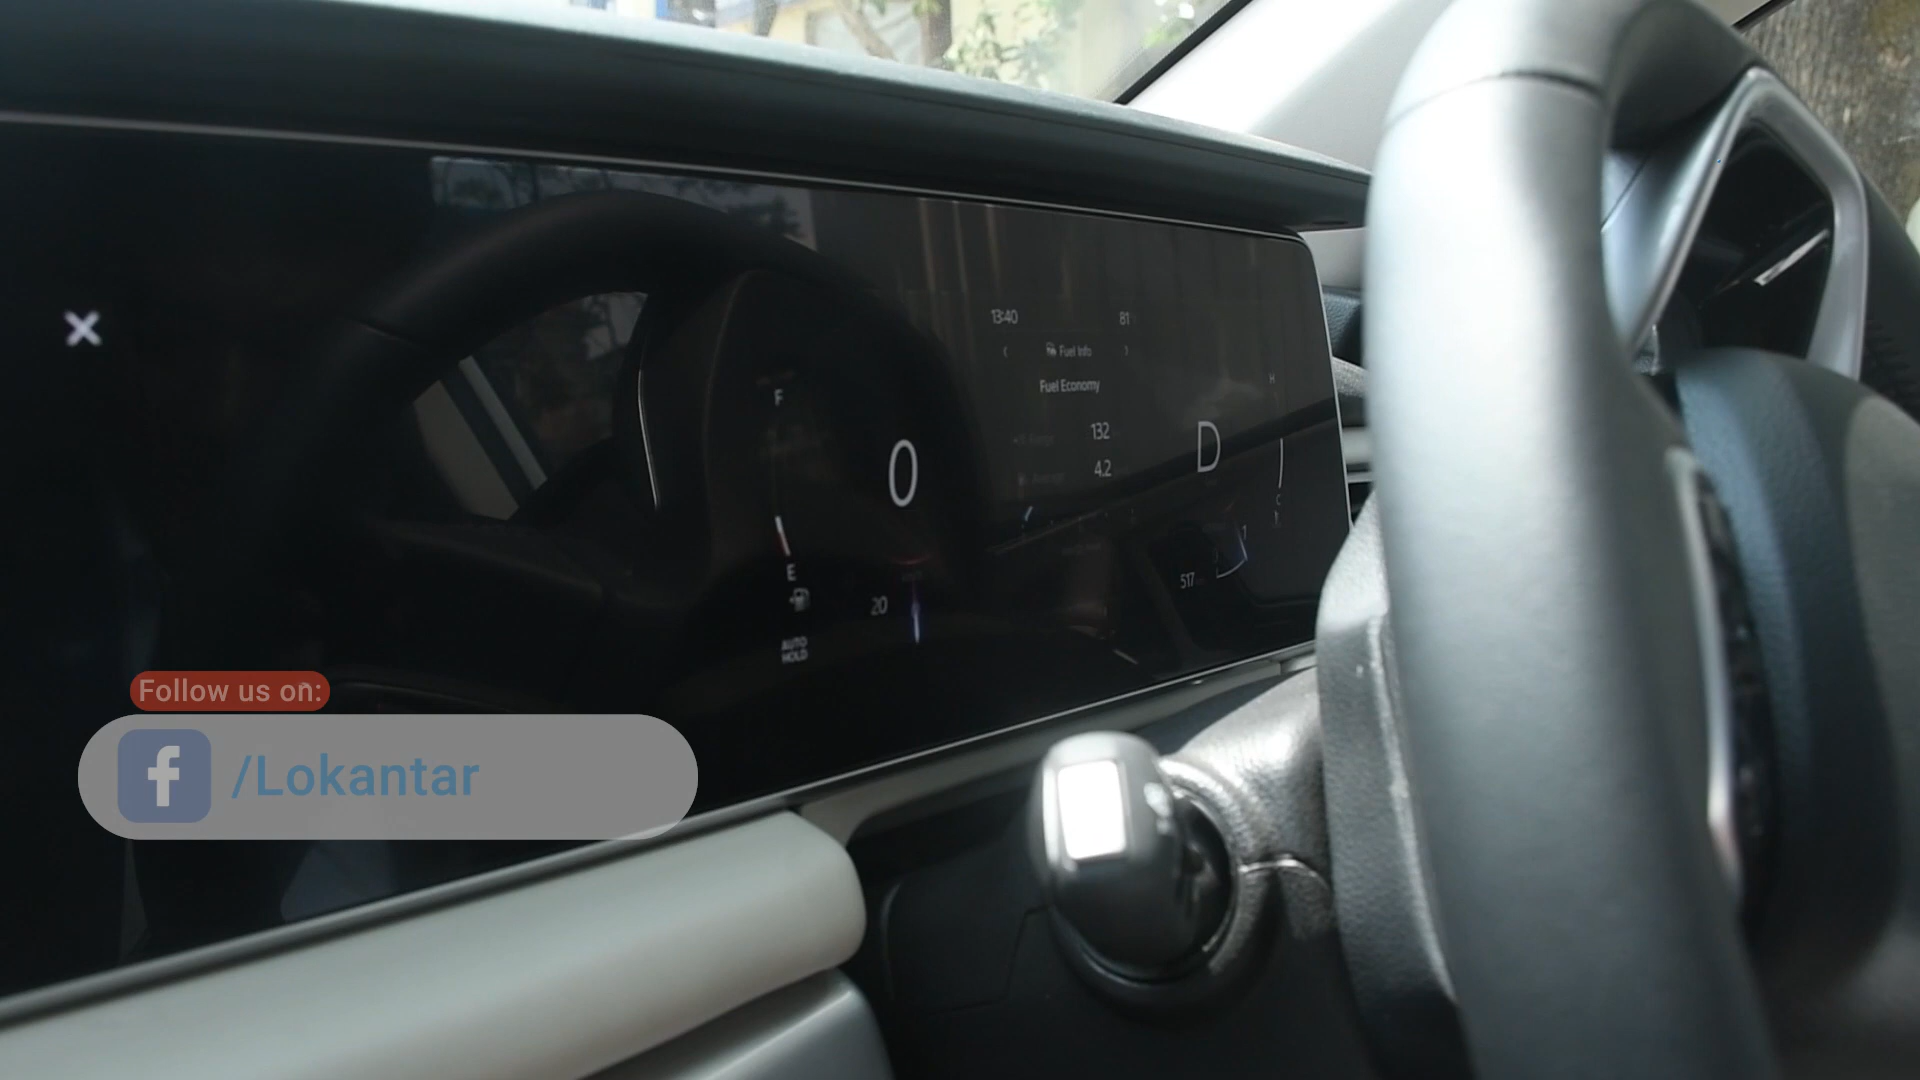 13:40
81
Fuel Info
Fuel Economy
F
H
132
0
D
4.2
C
E
517
20
AUTO
HOLD
Follow us on:
/Lokantar